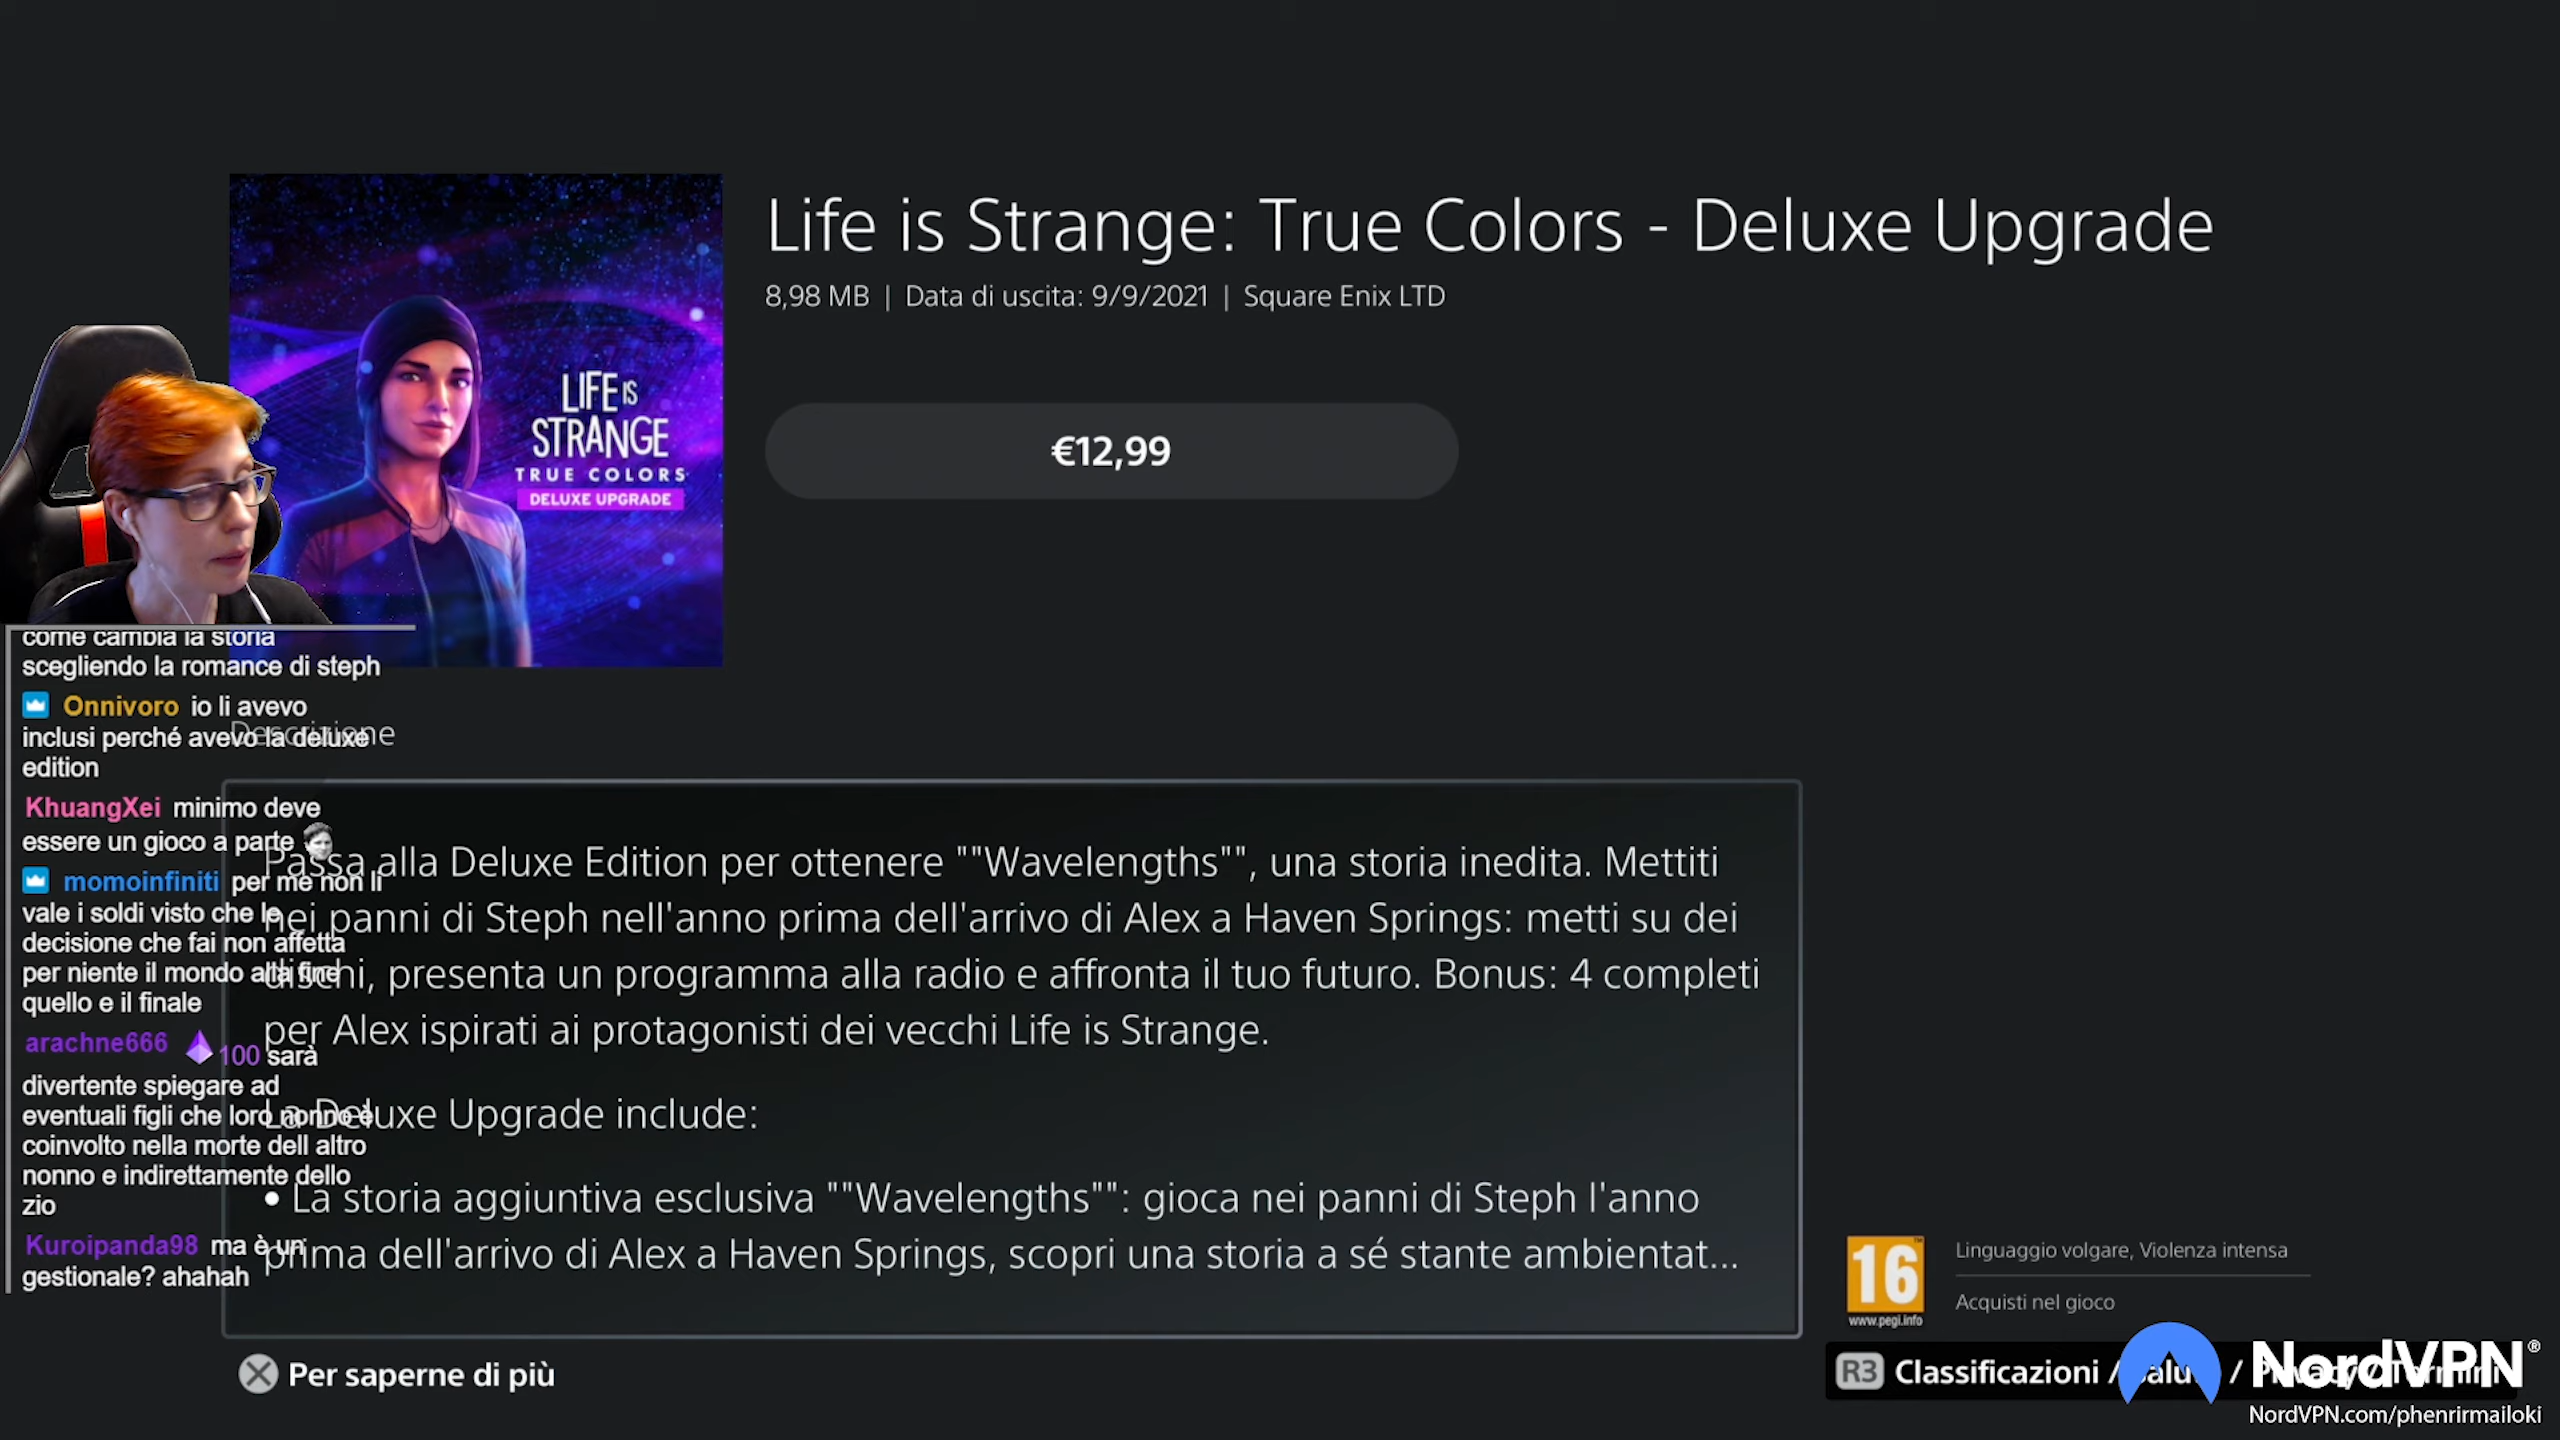 Life is Strange: True Colors - Deluxe Upgrade
8,98 MB | Data di uscita: 9/9/2021 | Square Enix LTD
€12,99
LIFE IS
STRANGE
TRUE COLORS
DELUXE UPGRADE
come cambia la storia
scegliendo la romance di steph
Onnivoro io li avevo
inclusi perché avevo la deluxe
edition
KhuangXei minimo deve
essere un gioco a parte
momoinfiniti per me non li
vale i soldi visto che le
decisione che fai non affetta
per niente il mondo alla fine
quello e il finale
arachne666 100 sarà
divertente spiegare ad
eventuali figli che loro nonno è
coinvolto nella morte dell altro
nonno e indirettamente dello
zio
Kuroipanda98 ma è un
gestionale? ahahah
Descrizione
Passa alla Deluxe Edition per ottenere ""Wavelengths"", una storia inedita. Mettiti
nei panni di Steph nell'anno prima dell'arrivo di Alex a Haven Springs: metti su dei
dischi, presenta un programma alla radio e affronta il tuo futuro. Bonus: 4 completi
per Alex ispirati ai protagonisti dei vecchi Life is Strange.
La Deluxe Upgrade include:
• La storia aggiuntiva esclusiva ""Wavelengths"": gioca nei panni di Steph l'anno
prima dell'arrivo di Alex a Haven Springs, scopri una storia a sé stante ambientat...
Per saperne di più
16
www.pegi.info
Linguaggio volgare, Violenza intensa
Acquisti nel gioco
R3 Classificazioni / Salute / Privacy / Termini
NordVPN®
NordVPN.com/phenrirmailoki